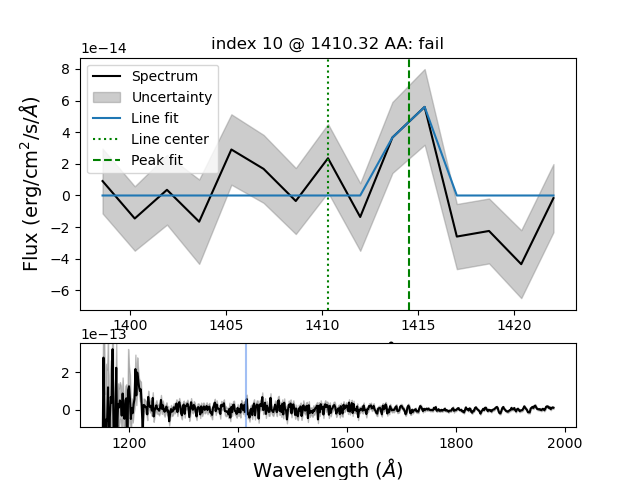 index 10 @ 1410.32 AA: fail
1e−14
Spectrum
Uncertainty
Line fit
Line center
Peak fit
8
6
4
2
0
−2
−4
−6
Flux (erg/cm²/s/Å)
1400 1405 1410 1415 1420
1e−13
2
0
1200 1400 1600 1800 2000
Wavelength (Å)